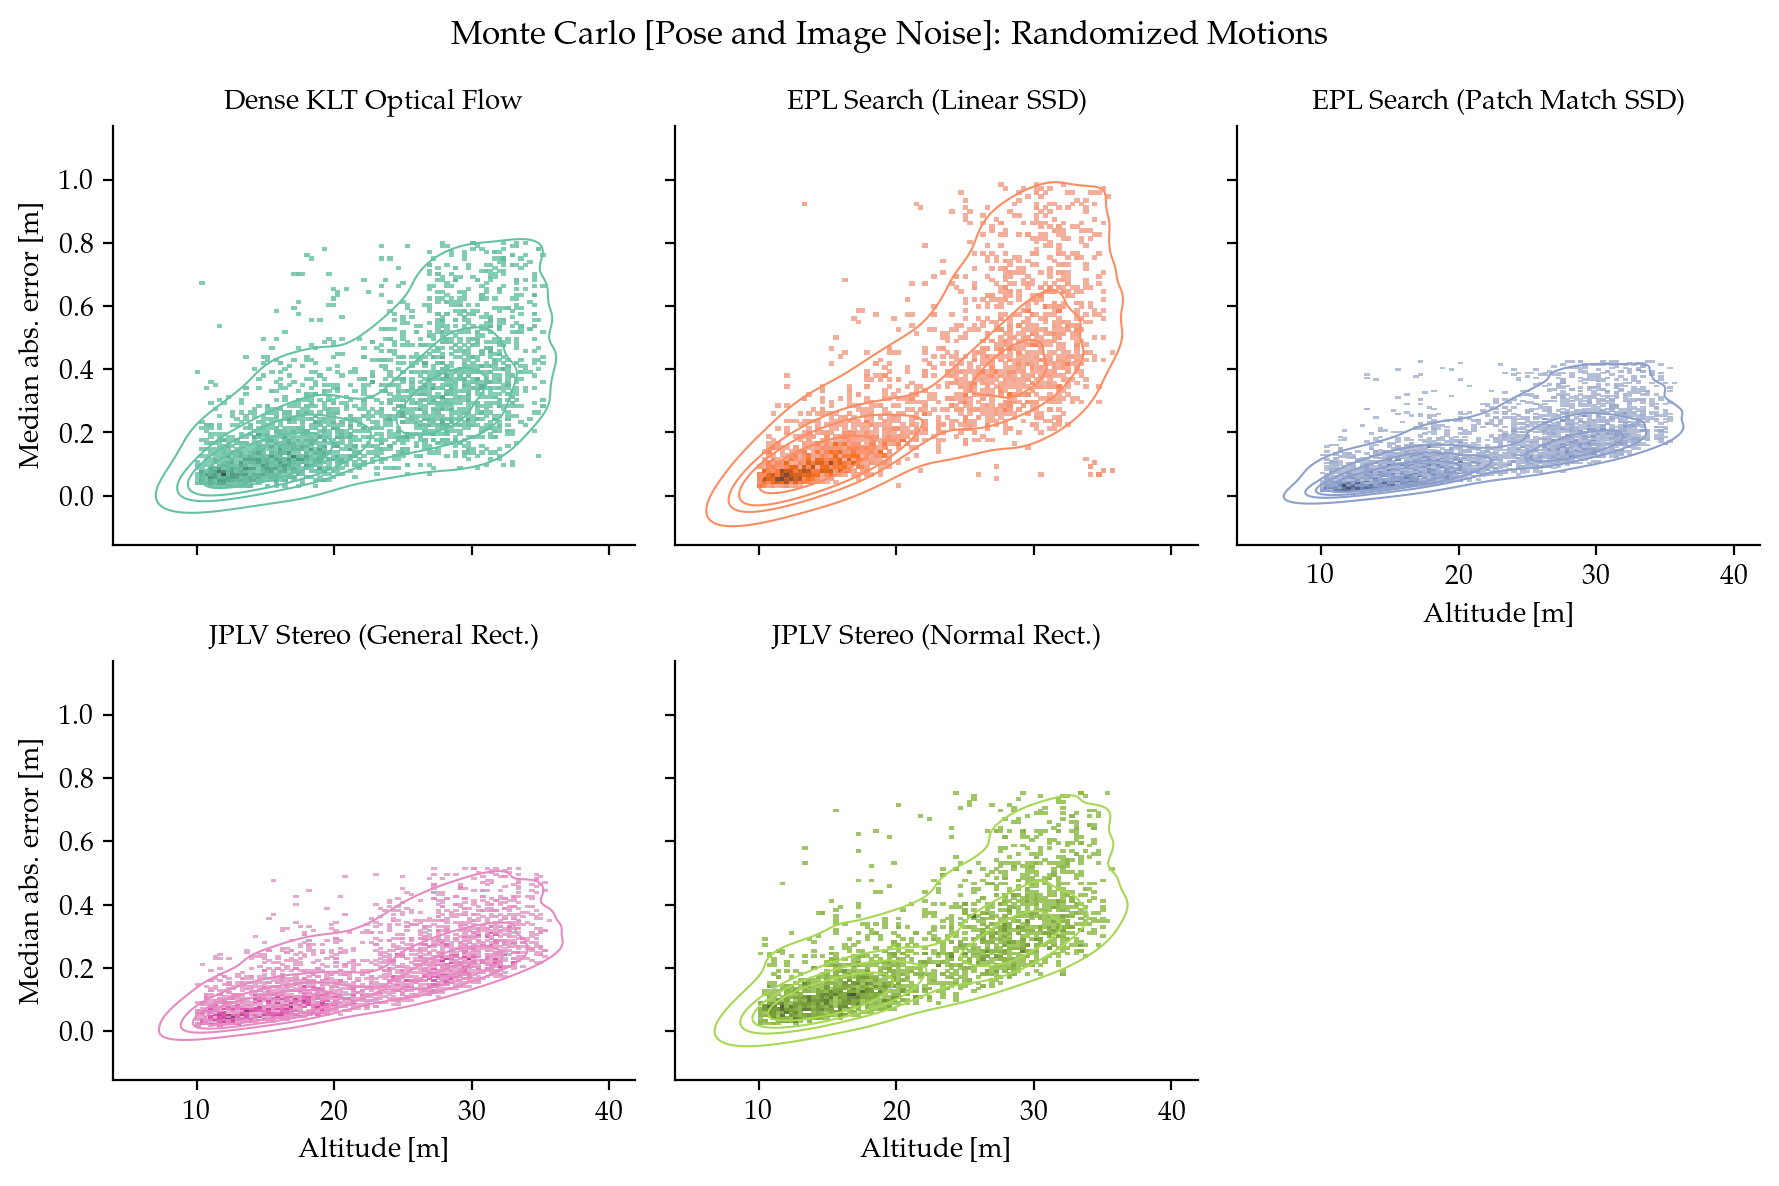 Monte Carlo [Pose and Image Noise]: Randomized Motions
Dense KLT Optical Flow
EPL Search (Linear SSD)
EPL Search (Patch Match SSD)
Median abs. error [m]
1.0
0.8
0.6
0.4
0.2
0.0
10 20 30 40
Altitude [m]
JPLV Stereo (General Rect.)
JPLV Stereo (Normal Rect.)
Median abs. error [m]
1.0
0.8
0.6
0.4
0.2
0.0
10 20 30 40
Altitude [m]
10 20 30 40
Altitude [m]